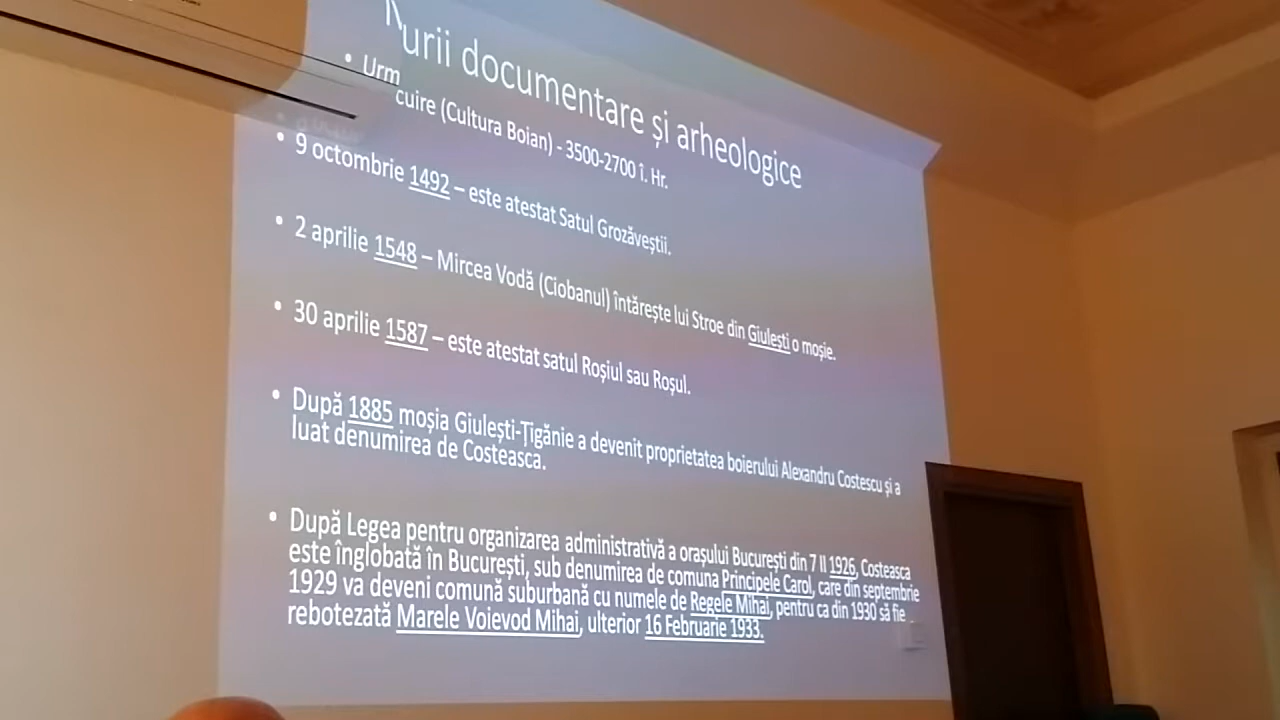 urii documentare și arheologice
• Urm
cuire (Cultura Boian) - 3500-2700 î. Hr.
• 9 octombrie 1492 – este atestat Satul Grozăveștii.
• 2 aprilie 1548 – Mircea Vodă (Ciobanul) întărește lui Stroe din Giulești o moșie.
• 30 aprilie 1587 – este atestat satul Roșiul sau Roșul.
• După 1885 moșia Giulești-Țigănie a devenit proprietatea boierului Alexandru Costescu și a
luat denumirea de Costeasca.
• După Legea pentru organizarea administrativă a orașului București din 7 II 1926, Costeasca
este înglobată în București, sub denumirea de comuna Principele Carol, care din septembrie
1929 va deveni comună suburbană cu numele de Regele Mihai, pentru ca din 1930 să fie
rebotezată Marele Voievod Mihai, ulterior 16 Februarie 1933.